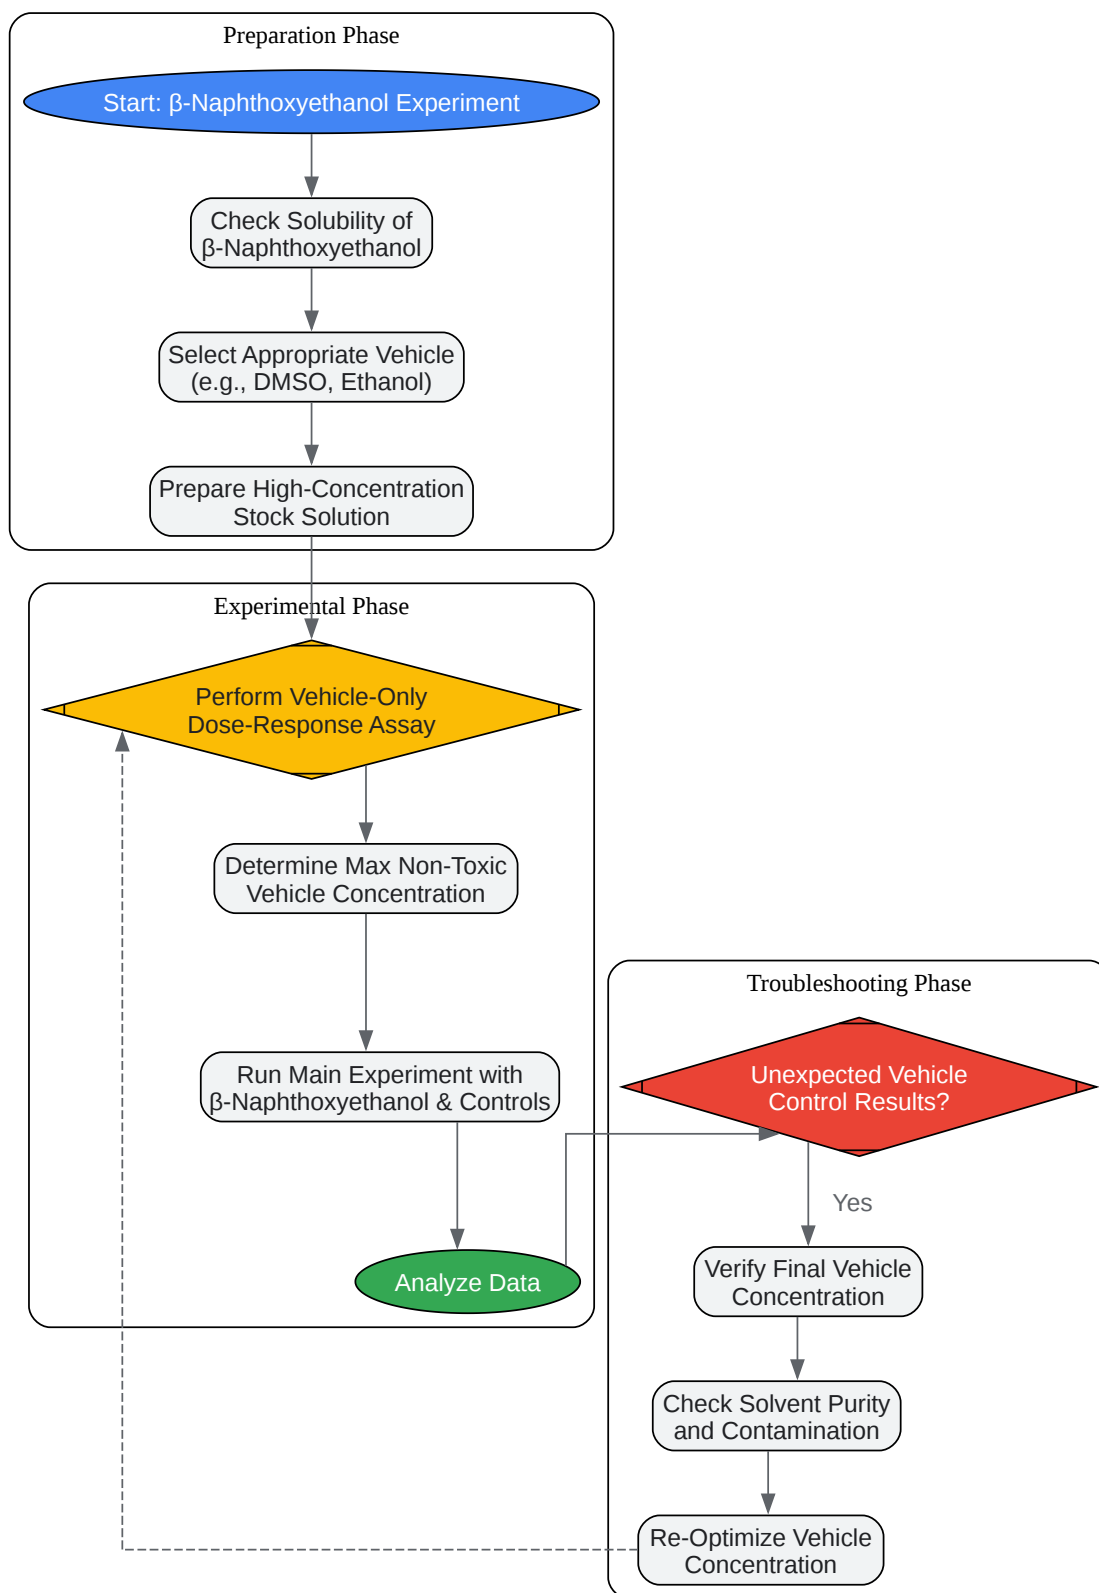 Preparation Phase
Start: β-Naphthoxyethanol Experiment
Check Solubility of
β-Naphthoxyethanol
Select Appropriate Vehicle
(e.g., DMSO, Ethanol)
Prepare High-Concentration
Stock Solution
Experimental Phase
Perform Vehicle-Only
Dose-Response Assay
Determine Max Non-Toxic
Vehicle Concentration
Run Main Experiment with
β-Naphthoxyethanol & Controls
Analyze Data
Troubleshooting Phase
Unexpected Vehicle
Control Results?
Yes
Verify Final Vehicle
Concentration
Check Solvent Purity
and Contamination
Re-Optimize Vehicle
Concentration